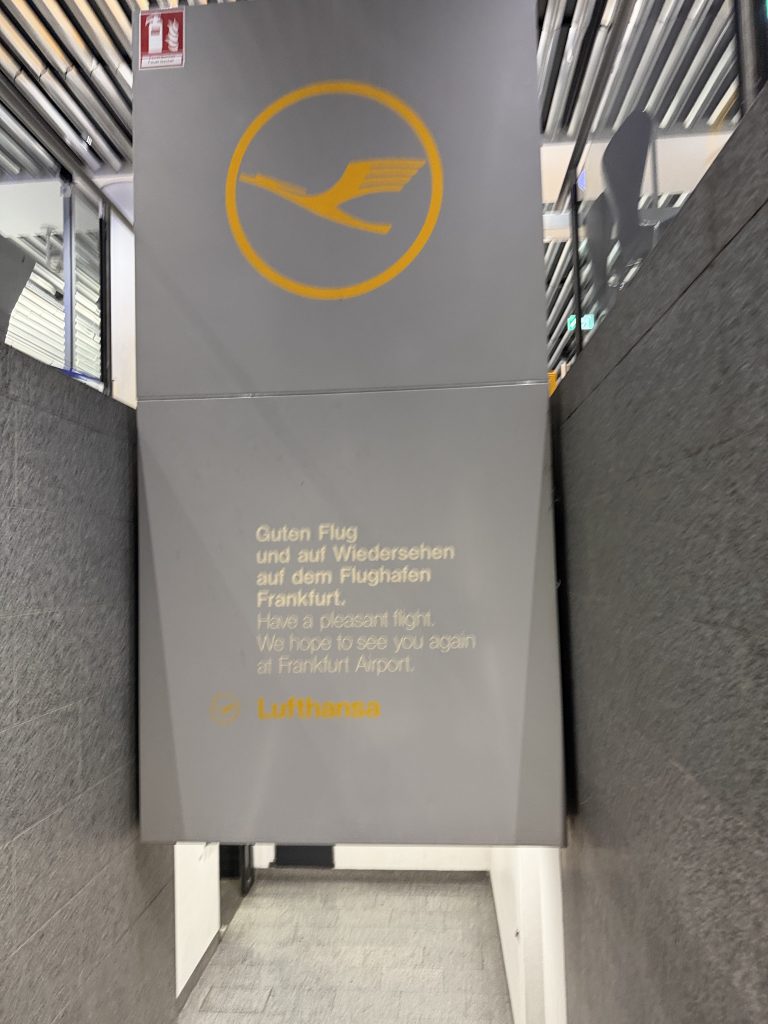 Guten Flug
und auf Wiedersehen
auf dem Flughafen
Frankfurt.
Have a pleasant flight.
We hope to see you again
at Frankfurt Airport.
Lufthansa